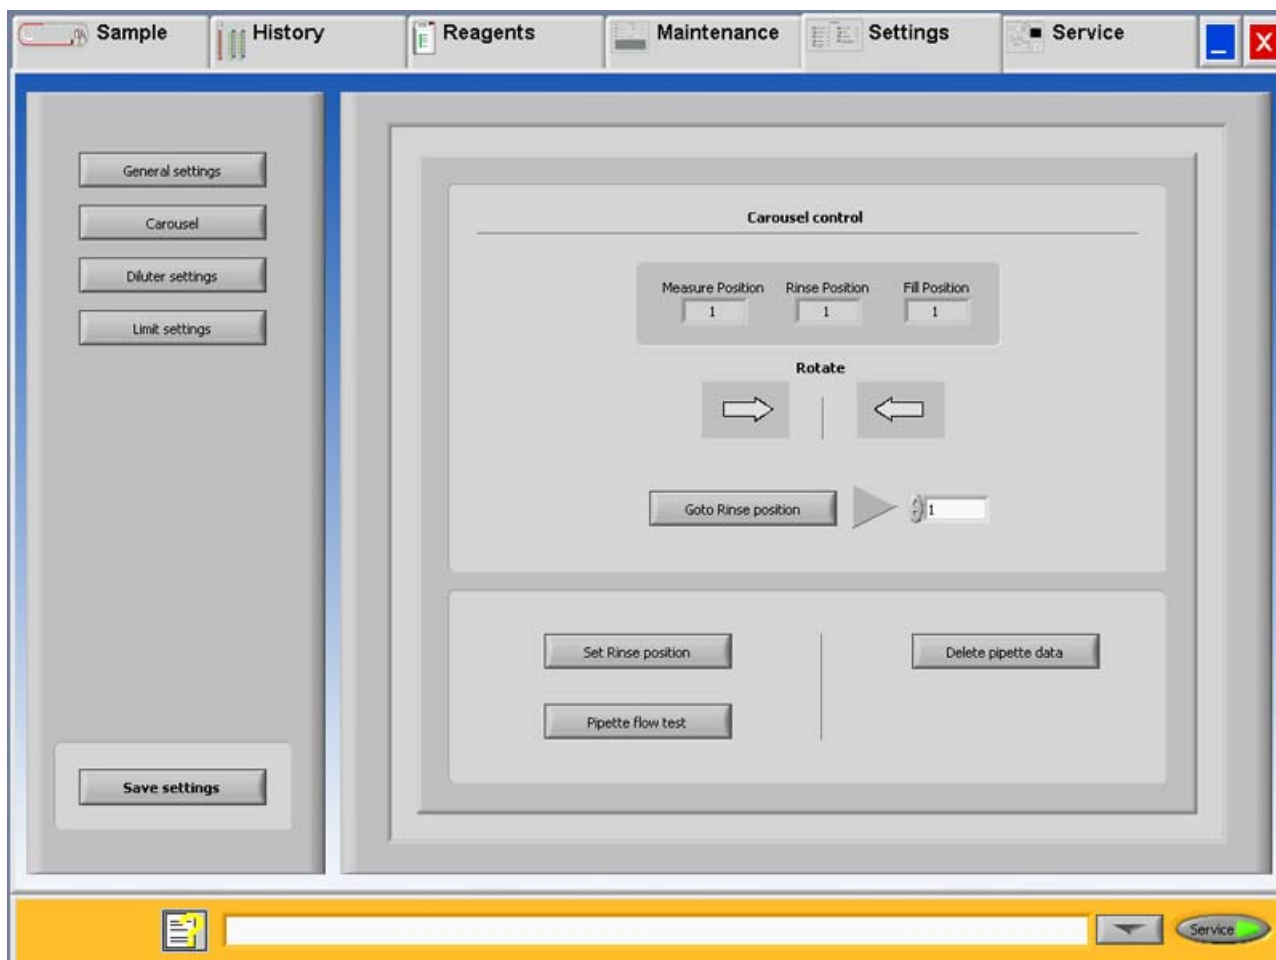 Sample History Reagents Maintenance Settings Service
General settings
Carousel
Diluter settings
Limit settings
Save settings
Carousel control
Measure Position Rinse Position Fill Position
1 1 1
Rotate
Goto Rinse position 1
Set Rinse position Delete pipette data
Pipette flow test
Service